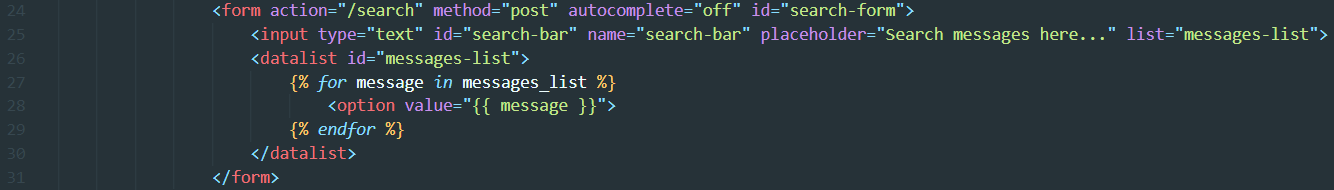 24 <form action="/search" method="post" autocomplete="off" id="search-form">
25 <input type="text" id="search-bar" name="search-bar" placeholder="Search messages here..." list="messages-list">
26 <datalist id="messages-list">
27 {% for message in messages_list %}
28 <option value="{{ message }}">
29 {% endfor %}
30 </datalist>
31 </form>